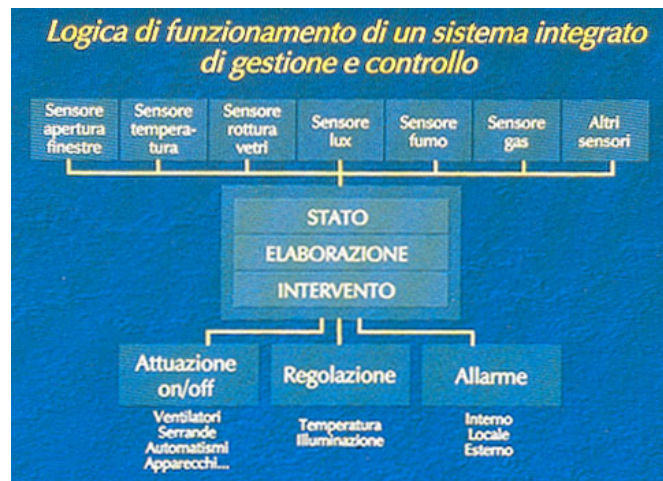 Logica di funzionamento di un sistema integrato
di gestione e controllo
Sensore
apertura
finestre
Sensore
tempera-
tura
Sensore
rottura
vetri
Sensore
lux
Sensore
fumo
Sensore
gas
Altri
sensori
STATO
ELABORAZIONE
INTERVENTO
Attuazione
on/off
Ventilatori
Serrande
Automatismi
Apparecchi...
Regolazione
Temperatura
Illuminazione
Allarme
Interno
Locale
Esterno